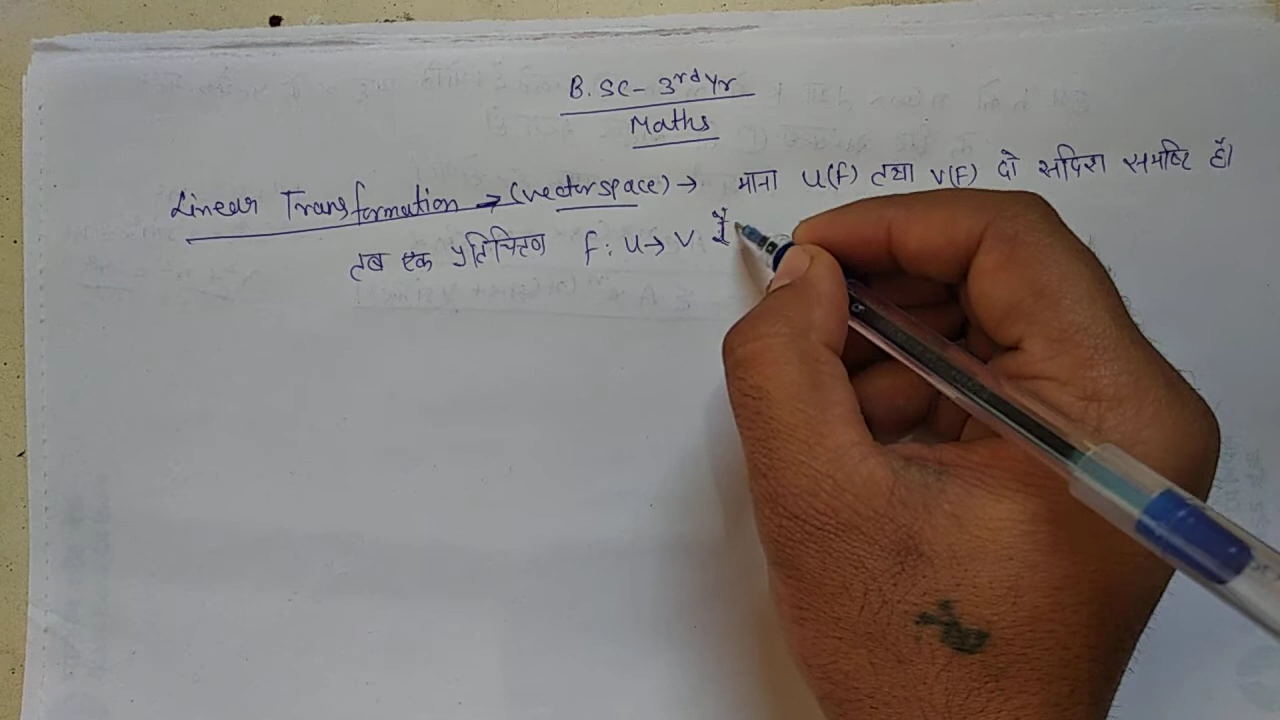 B.SC- 3rd Yr
Maths
Linear Transformation → (vector space) → माना U(F) तथा V(F) दो सदिश समष्टि हैं।
तब एक प्रतिचित्रण f: U→ V